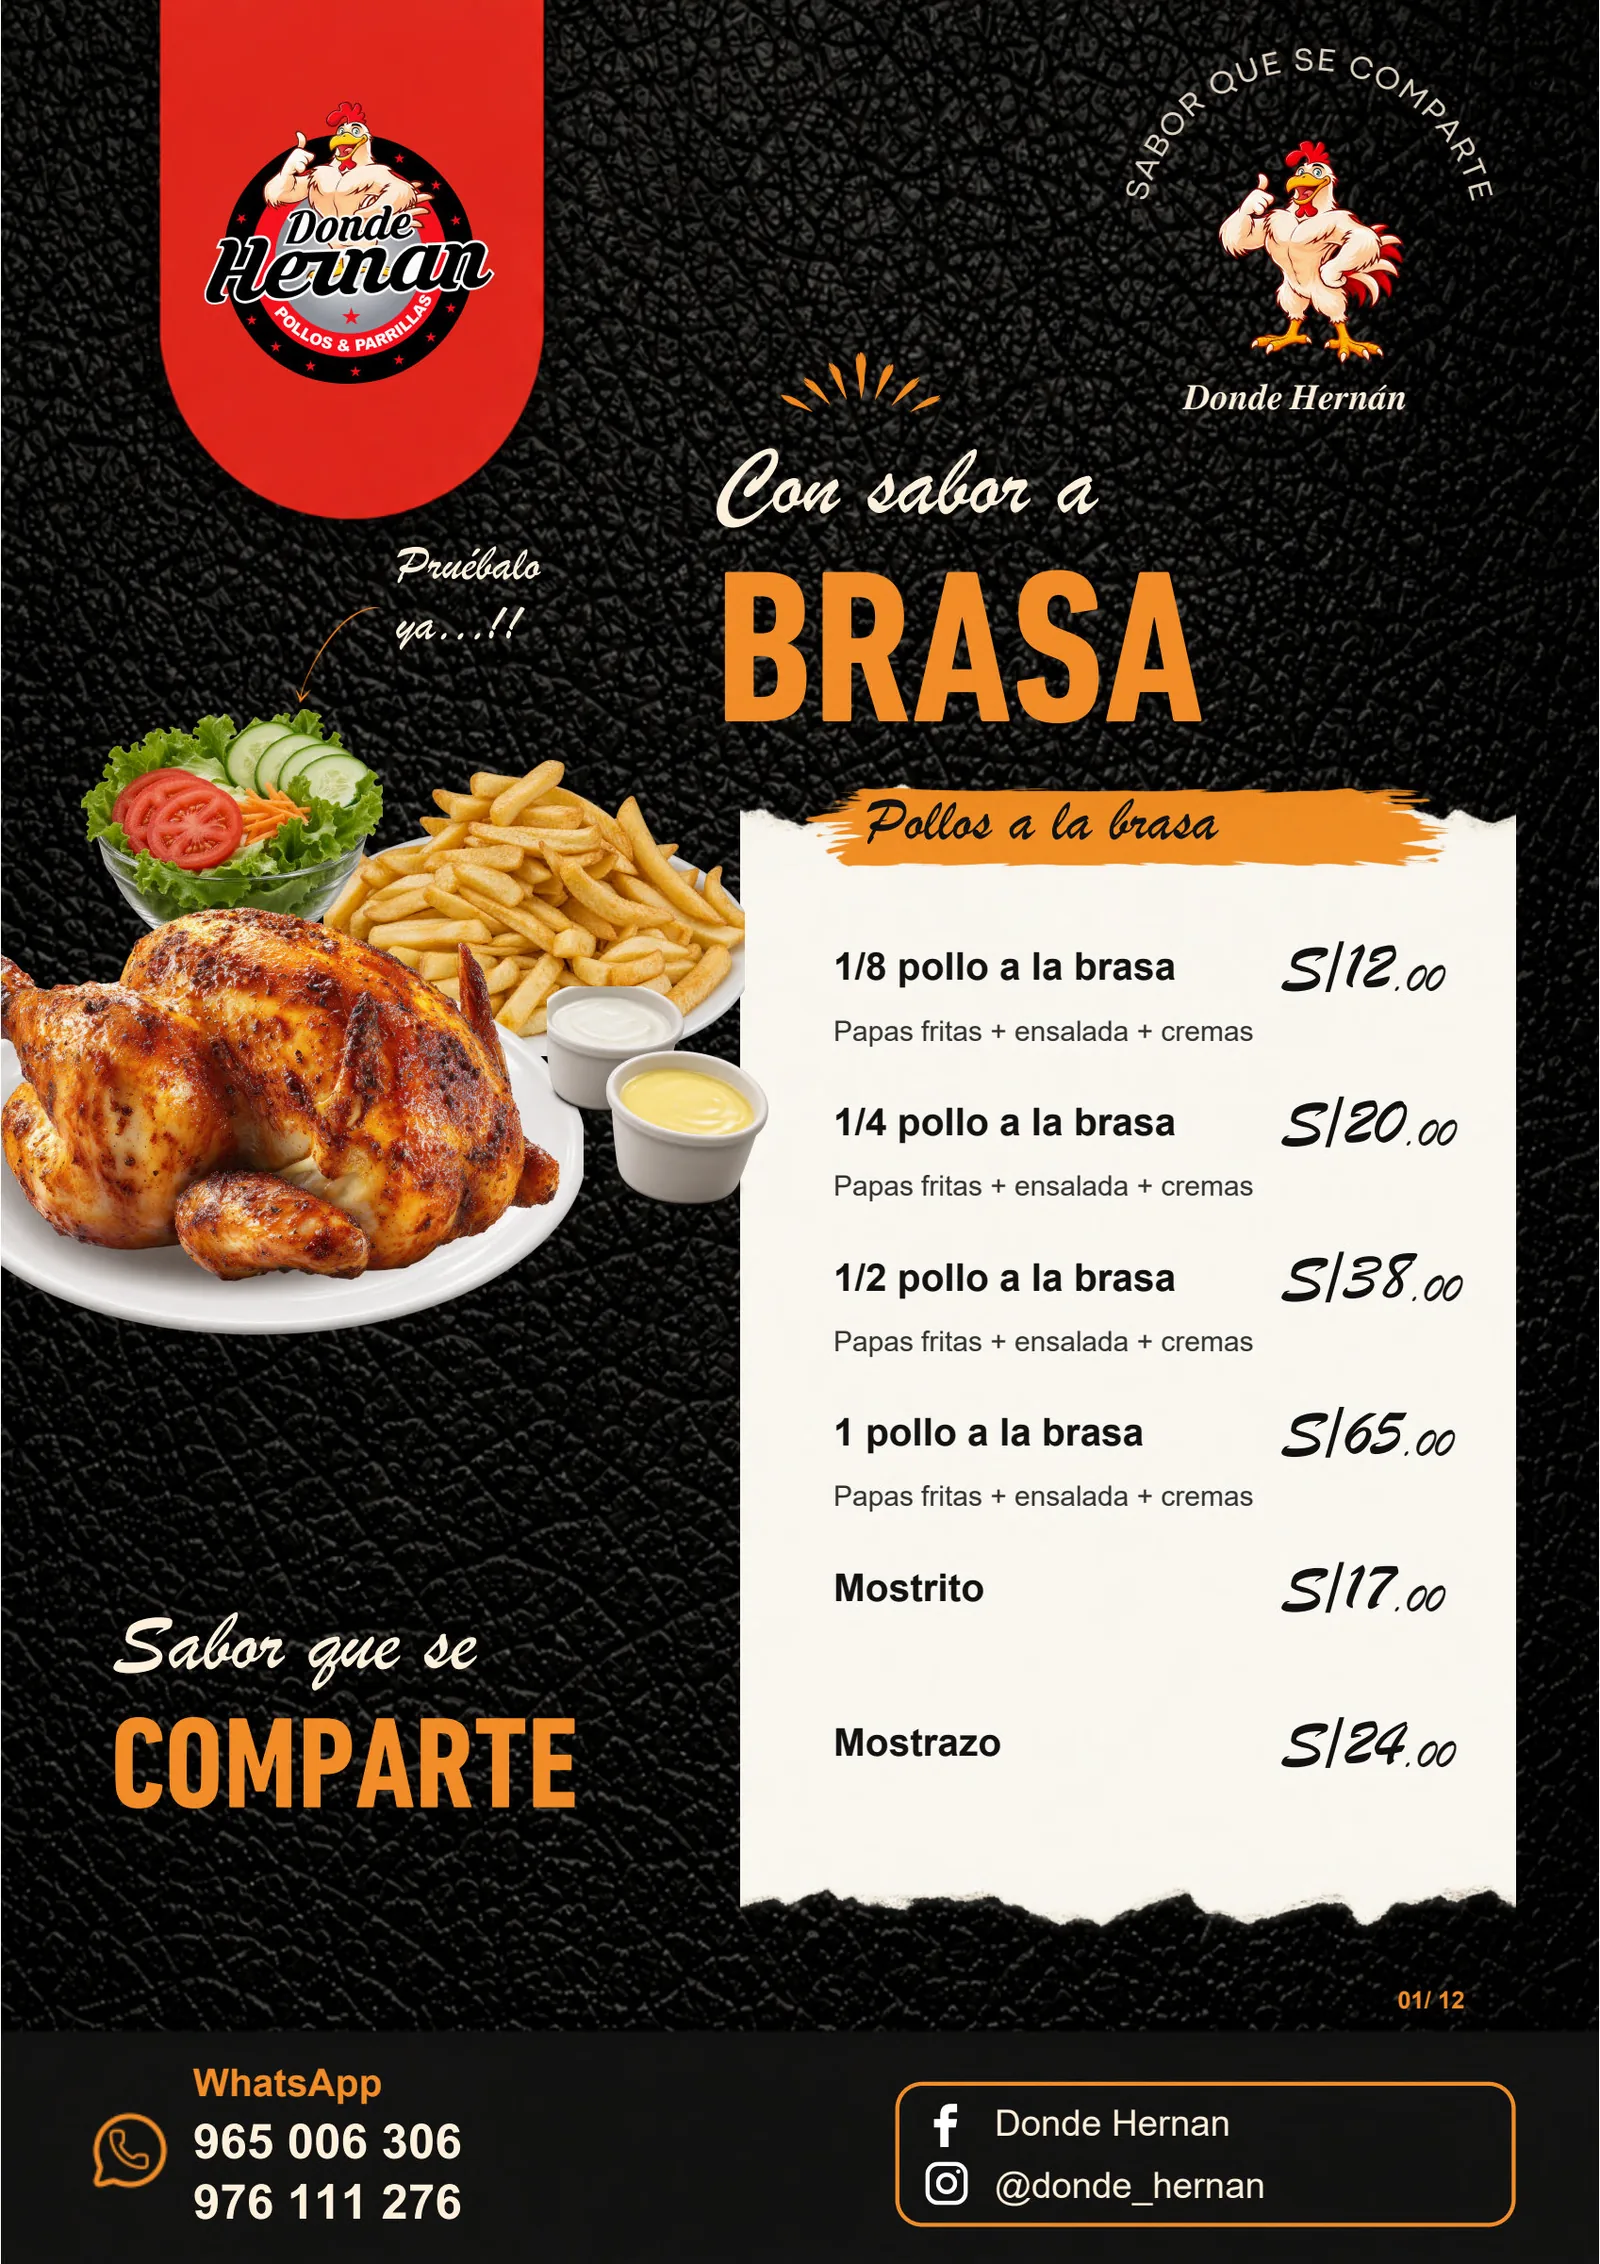 Donde
Hernan
POLLOS & PARRILLAS
SABOR QUE SE COMPARTE
Donde Hernán
Con sabor a
BRASA
Pruébalo
ya...!!
Pollos a la brasa
1/8 pollo a la brasa S/12.00
Papas fritas + ensalada + cremas
1/4 pollo a la brasa S/20.00
Papas fritas + ensalada + cremas
1/2 pollo a la brasa S/38.00
Papas fritas + ensalada + cremas
1 pollo a la brasa S/65.00
Papas fritas + ensalada + cremas
Mostrito S/17.00
Mostrazo S/24.00
Sabor que se
COMPARTE
01/ 12
WhatsApp
965 006 306
976 111 276
Donde Hernan
@donde_hernan